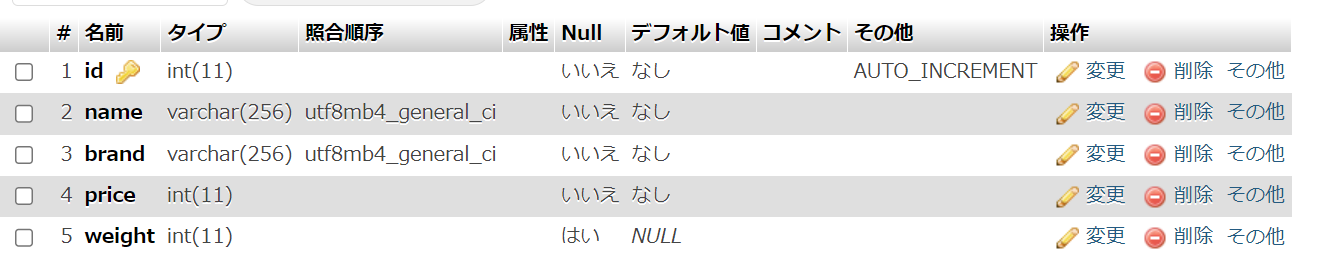 # 名前 タイプ 照合順序 属性 Null デフォルト値 コメント その他 操作
1 id int(11) いいえ なし AUTO_INCREMENT 変更 削除 その他
2 name varchar(256) utf8mb4_general_ci いいえ なし 変更 削除 その他
3 brand varchar(256) utf8mb4_general_ci いいえ なし 変更 削除 その他
4 price int(11) いいえ なし 変更 削除 その他
5 weight int(11) はい NULL 変更 削除 その他